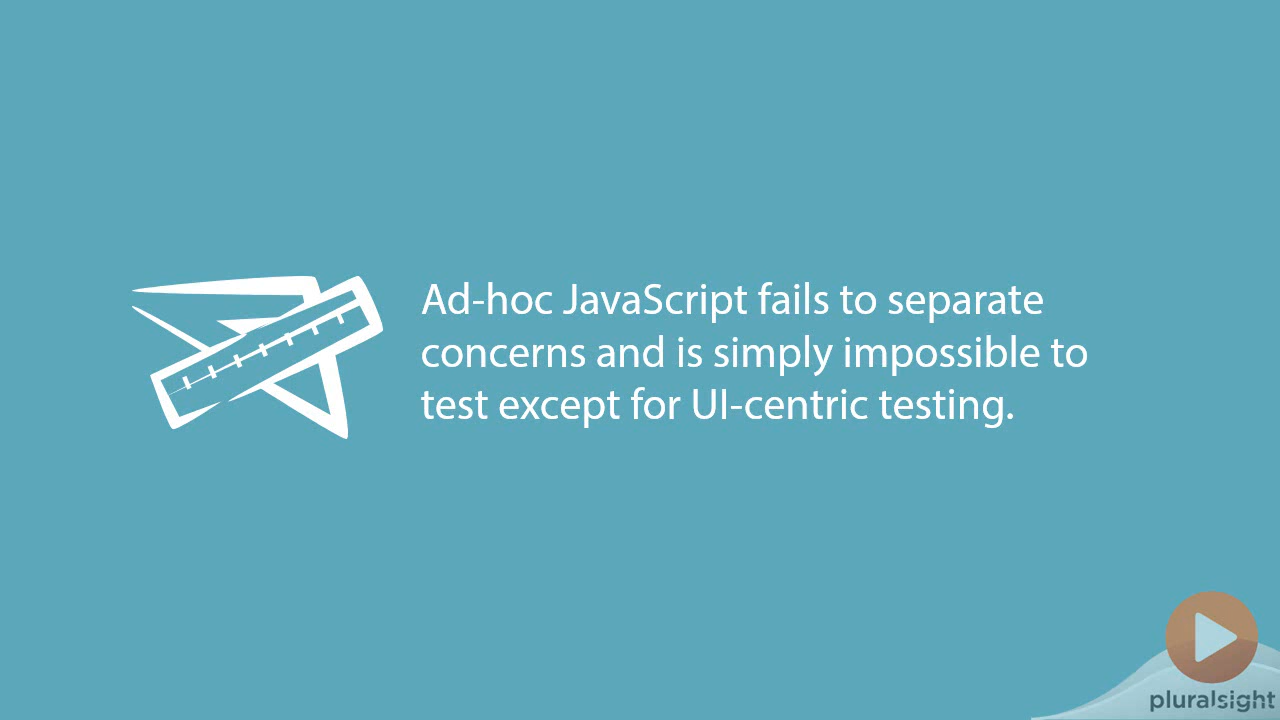 Ad-hoc JavaScript fails to separate
concerns and is simply impossible to
test except for UI-centric testing.
pluralsight